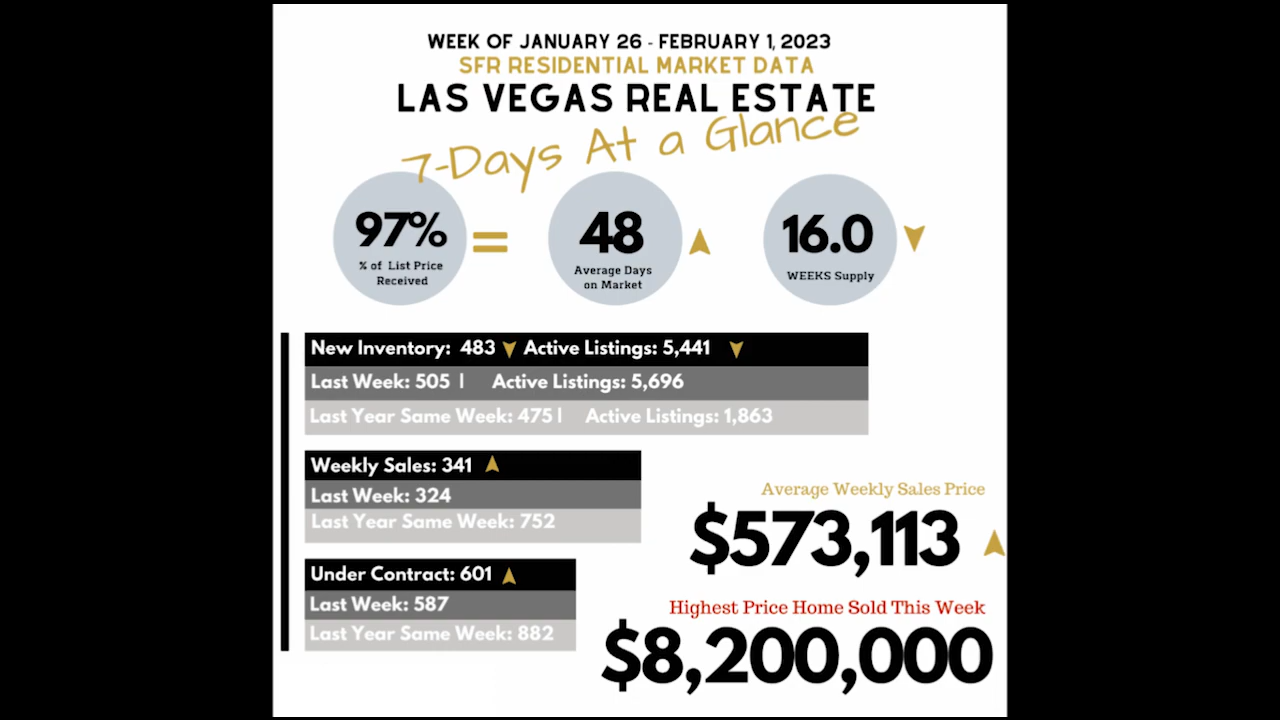 WEEK OF JANUARY 26 - FEBRUARY 1, 2023
SFR RESIDENTIAL MARKET DATA
LAS VEGAS REAL ESTATE
7-Days At a Glance
97%
% of List Price
Received
=
48
Average Days
on Market
16.0
WEEKS Supply
New Inventory: 483 Active Listings: 5,441
Last Week: 505 | Active Listings: 5,696
Last Year Same Week: 475 | Active Listings: 1,863
Weekly Sales: 341
Last Week: 324
Last Year Same Week: 752
Under Contract: 601
Last Week: 587
Last Year Same Week: 882
Average Weekly Sales Price
$573,113
Highest Price Home Sold This Week
$8,200,000